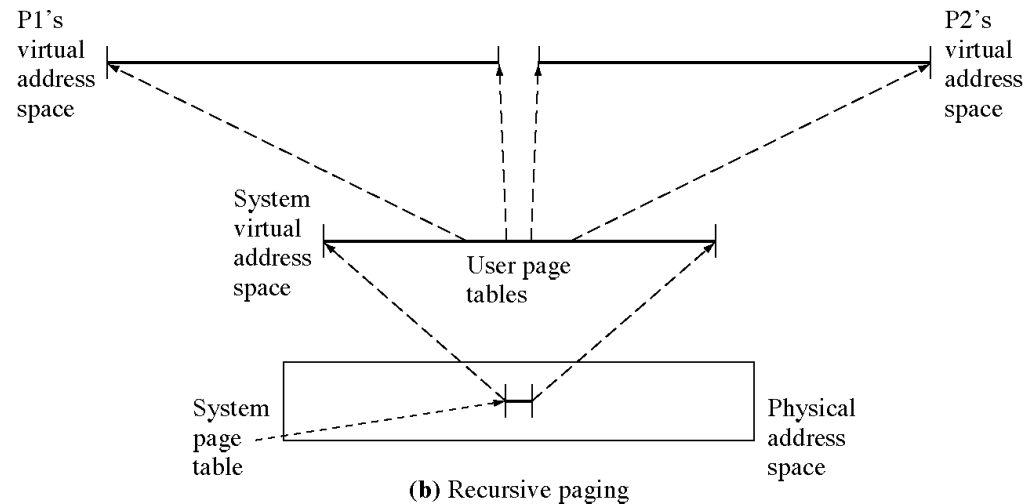 P1's
virtual
address
space
P2's
virtual
address
space
System
virtual
address
space
User page
tables
System
page
table
Physical
address
space
(b) Recursive paging